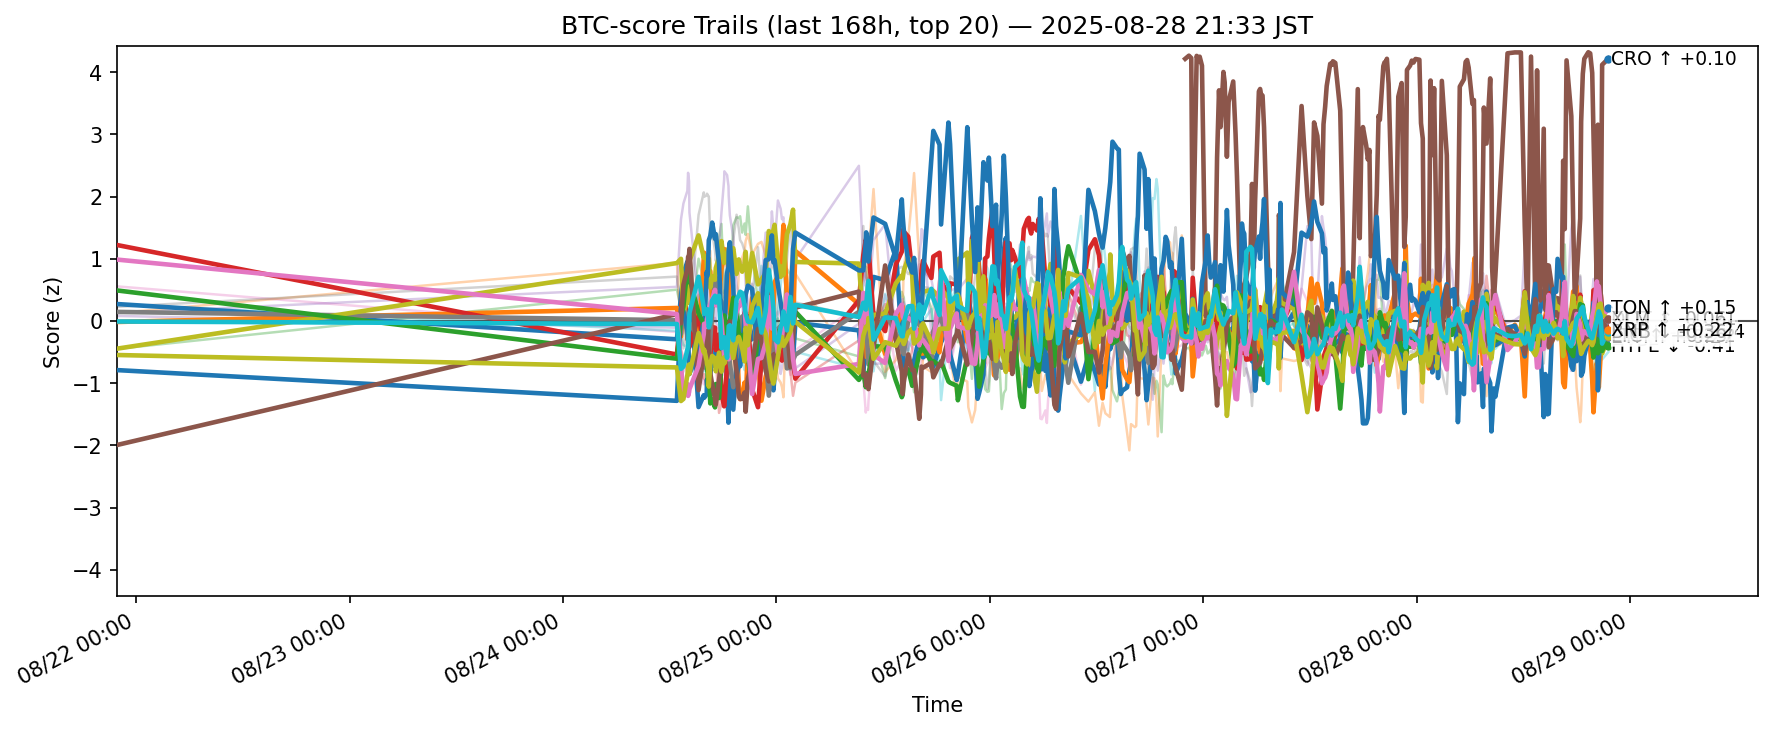 BTC-score Trails (last 168h, top 20) — 2025-08-28 21:33 JST
Score (z)
4
3
2
1
0
−1
−2
−3
−4
CRO ↑ +0.10
TON ↑ +0.15
XRP ↑ +0.22
HYPE ↓ -0.41
08/22 00:00
08/23 00:00
08/24 00:00
08/25 00:00
08/26 00:00
08/27 00:00
08/28 00:00
08/29 00:00
Time